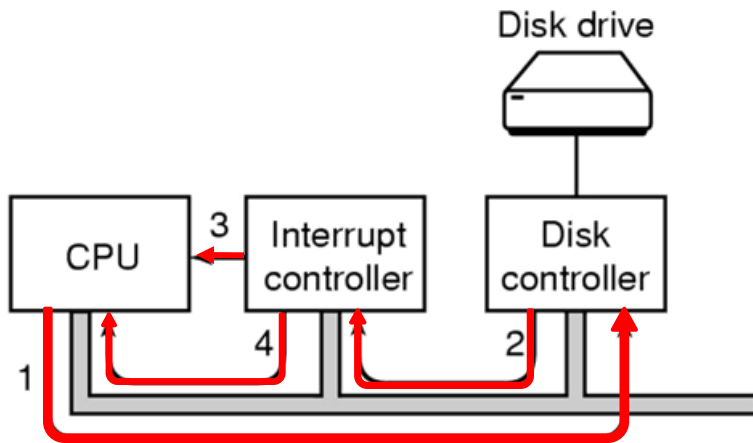 Disk drive
CPU
3
Interrupt
controller
Disk
controller
1
4
2